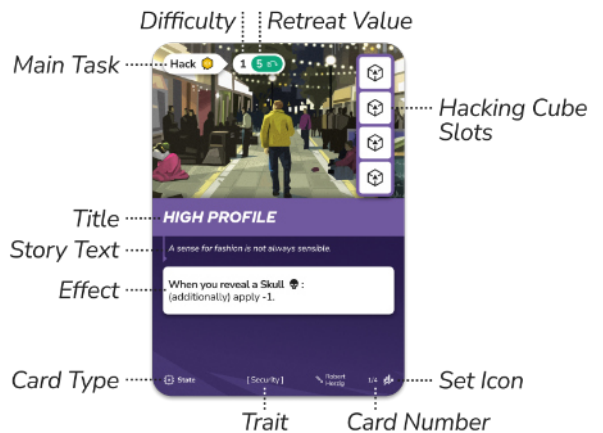 Difficulty
Retreat Value
Main Task
Hack
1
5
Hacking Cube
Slots
Title
HIGH PROFILE
Story Text
A sense for fashion is not always sensible.
Effect
When you reveal a Skull :
(additionally) apply -1.
Card Type
State
[Security]
Robert
Herzig
1/4
Set Icon
Trait
Card Number